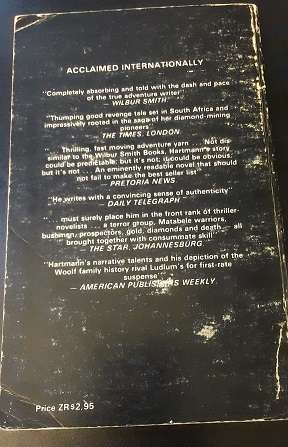 ACCLAIMED INTERNATIONALLY
"Completely absorbing and told with the dash and pace
of the true adventure writer"
WILBUR SMITH
"Thumping good revenge tale set in South Africa and
impressively rooted in the saga of her diamond-mining
pioneers"
THE TIMES, LONDON.
"Thrilling, fast moving adventure yarn . . . Not dis-
similar to the Wilbur Smith Books, Hartmann's story
could be predictable, but it's not; it could be obvious,
but it's not . . . An eminently readable novel that should
not fail to make the best seller list"
PRETORIA NEWS
"He writes with a convincing sense of authenticity"
DAILY TELEGRAPH
". . . must surely place him in the front rank of thriller
novelists . . . a terror group, Matabele warriors,
bushmen, prospectors, gold, diamonds and death — all
brought together with consummate skill"
— THE STAR, JOHANNESBURG
"Hartmann's narrative talents and his depiction of the
Woolf family history rival Ludlum's for first-rate
suspense"
— AMERICAN PUBLISHERS WEEKLY.
Price ZR$2.95